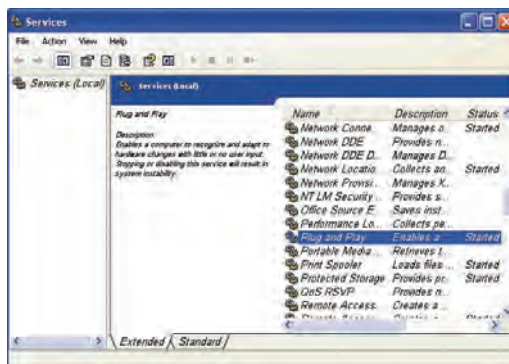 Services
File Action View Help
Services (Local)
Services (Local)
Plug and Play
Description:
Enables a computer to recognize and adapt to
hardware changes with little or no user input.
Stopping or disabling this service will result in
system instability.
Name Description Status
Network Conne... Manages o... Started
Network DDE Provides n...
Network DDE D... Manages D...
Network Locatio... Collects an... Started
Network Provisi... Manages X...
NT LM Security ... Provides s...
Office Source E... Saves inst...
Performance Lo... Collects pe...
Plug and Play Enables a ... Started
Portable Media ... Retrieves t...
Print Spooler Loads files ... Started
Protected Storage Provides pr... Started
QoS RSVP Provides n...
Remote Access... Creates a ...
Extended Standard